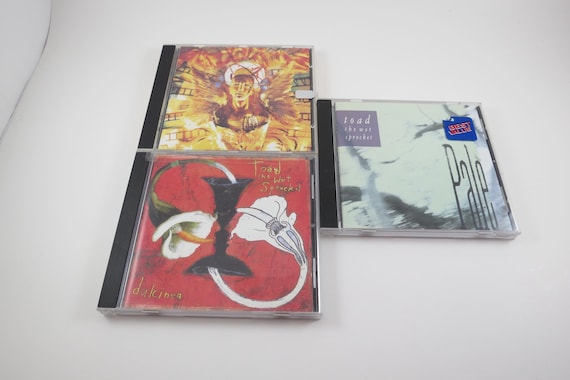 toad
the wet
sprocket
Pale
Toad
the Wet
Sprocket
dulcinea